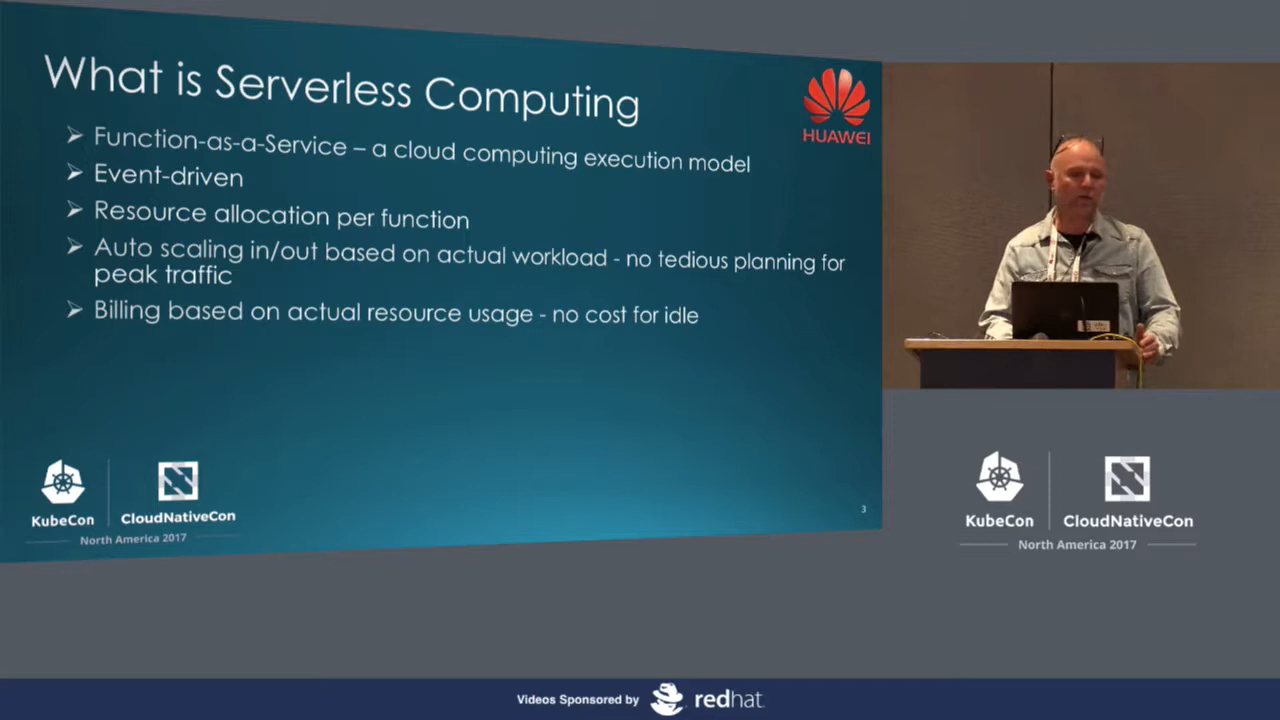 What is Serverless Computing
HUAWEI
➢ Function-as-a-Service – a cloud computing execution model
➢ Event-driven
➢ Resource allocation per function
➢ Auto scaling in/out based on actual workload - no tedious planning for
peak traffic
➢ Billing based on actual resource usage - no cost for idle
KubeCon
CloudNativeCon
North America 2017
3
KubeCon
CloudNativeCon
North America 2017
Videos Sponsored by
redhat.